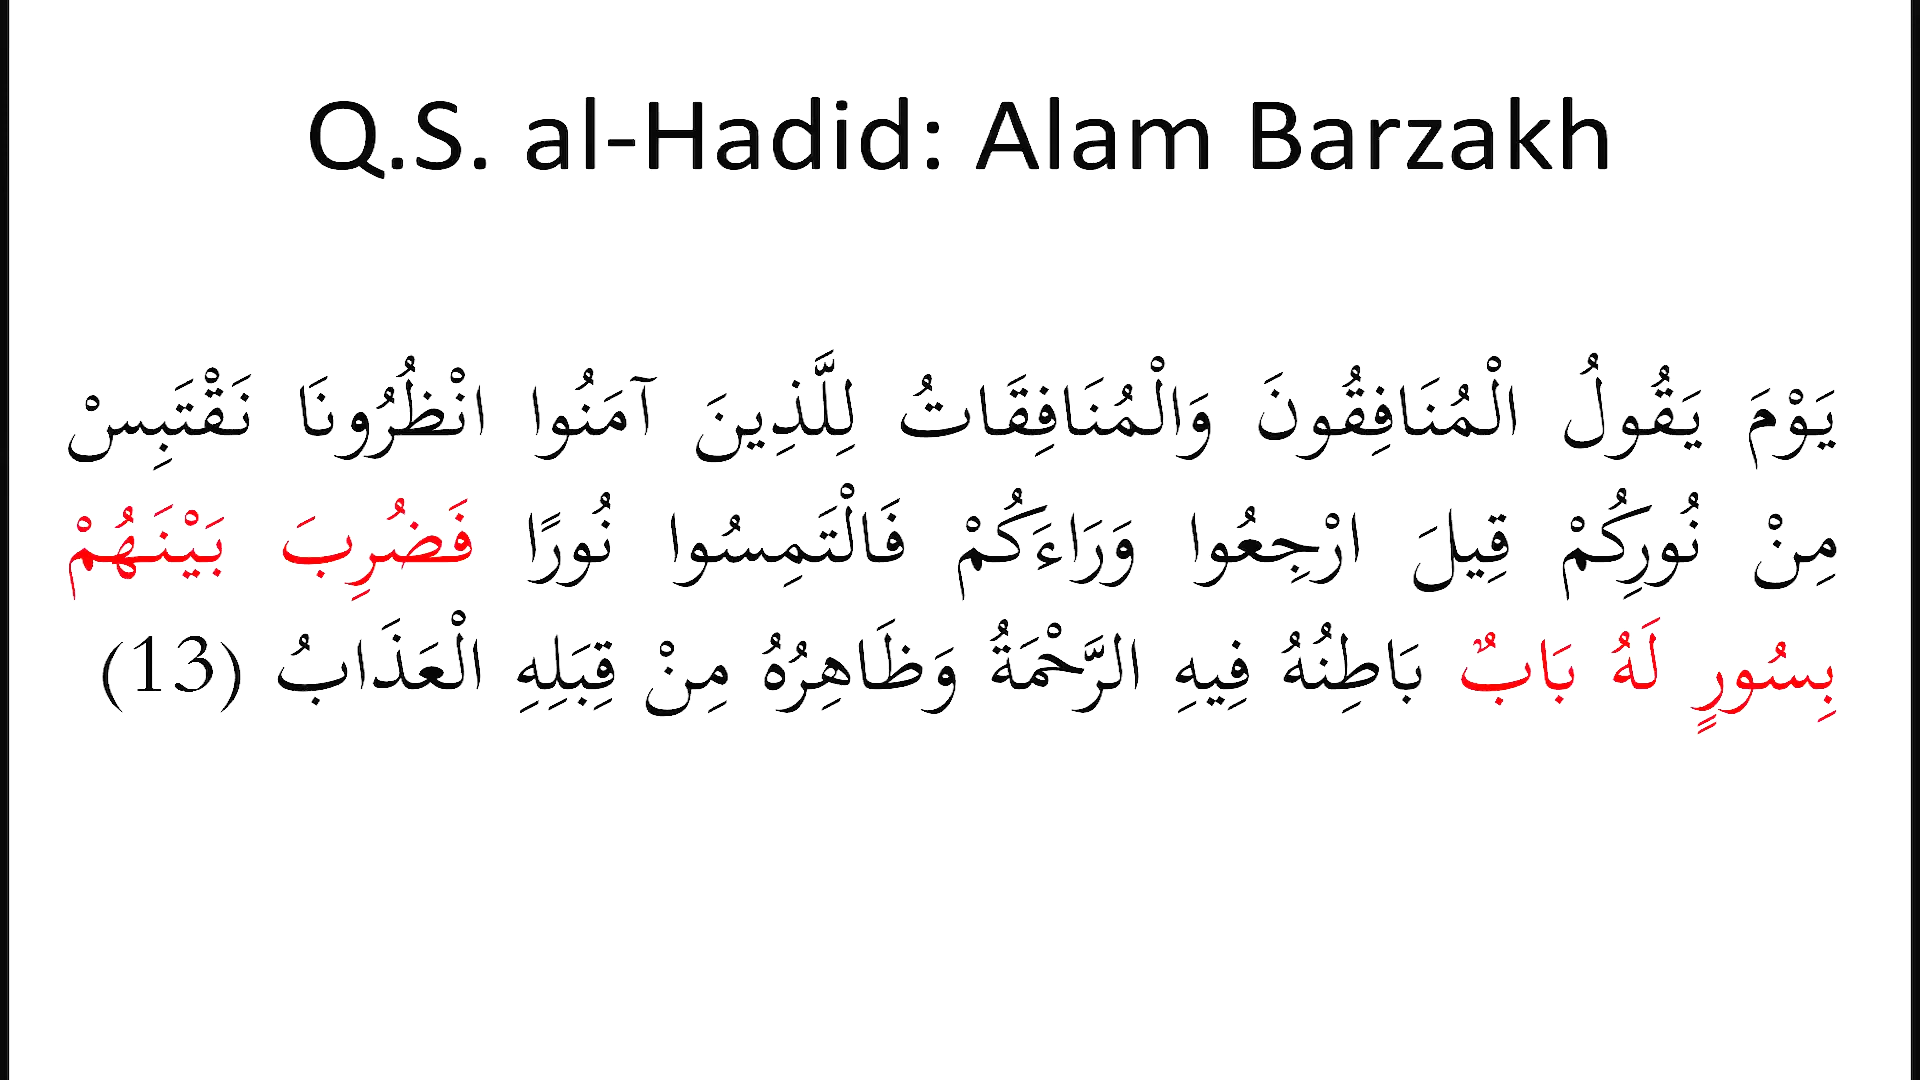 Q.S. al-Hadid: Alam Barzakh
يَوْمَ يَقُولُ الْمُنَافِقُونَ وَالْمُنَافِقَاتُ لِلَّذِينَ آمَنُوا انْظُرُونَا نَقْتَبِسْ
مِنْ نُورِكُمْ قِيلَ ارْجِعُوا وَرَاءَكُمْ فَالْتَمِسُوا نُورًا فَضُرِبَ بَيْنَهُمْ
بِسُورٍ لَهُ بَابٌ بَاطِنُهُ فِيهِ الرَّحْمَةُ وَظَاهِرُهُ مِنْ قِبَلِهِ الْعَذَابُ (13)